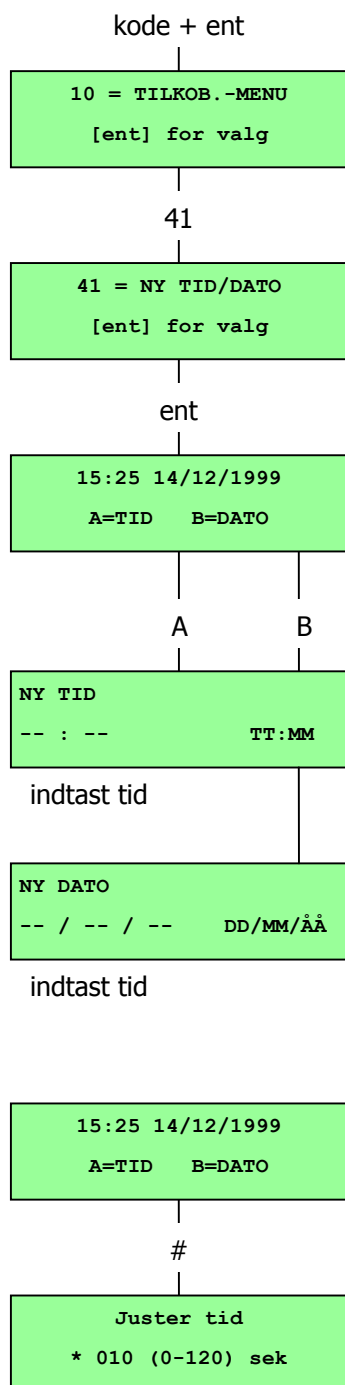 kode + ent
10 = TILKOB.-MENU
[ent] for valg
41
41 = NY TID/DATO
[ent] for valg
ent
15:25 14/12/1999
A=TID B=DATO
A B
NY TID
-- : -- TT:MM
indtast tid
NY DATO
-- / -- / -- DD/MM/ÅÅ
indtast tid
15:25 14/12/1999
A=TID B=DATO
#
Juster tid
* 010 (0-120) sek